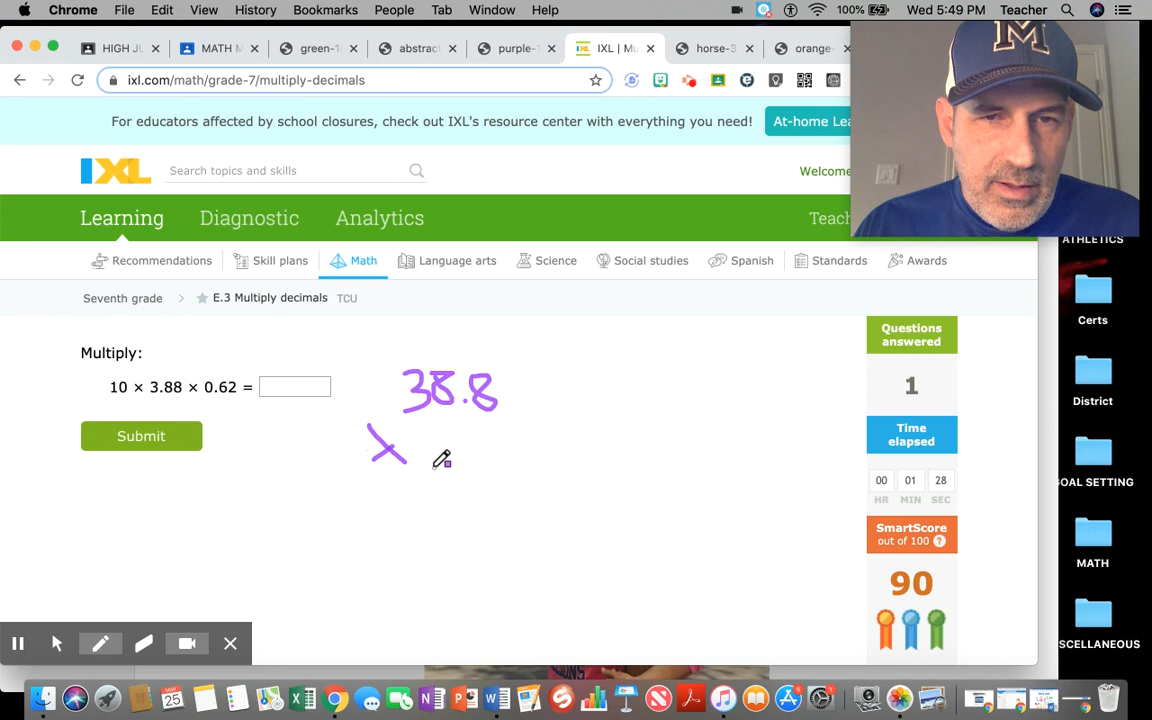 Chrome File Edit View History Bookmarks People Tab Window Help 100% Wed 5:49 PM Teacher
HIGH JU MATH M green-1 abstrac purple-1 IXL | Mu horse-3 orange-
ixl.com/math/grade-7/multiply-decimals
For educators affected by school closures, check out IXL's resource center with everything you need! At-home Lea
IXL Search topics and skills Welcome
M
Learning Diagnostic Analytics Teach
ATHLETICS
Recommendations Skill plans Math Language arts Science Social studies Spanish Standards Awards
Seventh grade > E.3 Multiply decimals TCU
Certs
Questions answered
1
Multiply:
10 × 3.88 × 0.62 =
38.8
×
Submit
District
Time elapsed
00 01 28
HR MIN SEC
GOAL SETTING
SmartScore
out of 100 ?
90
MATH
SCELLANEOUS